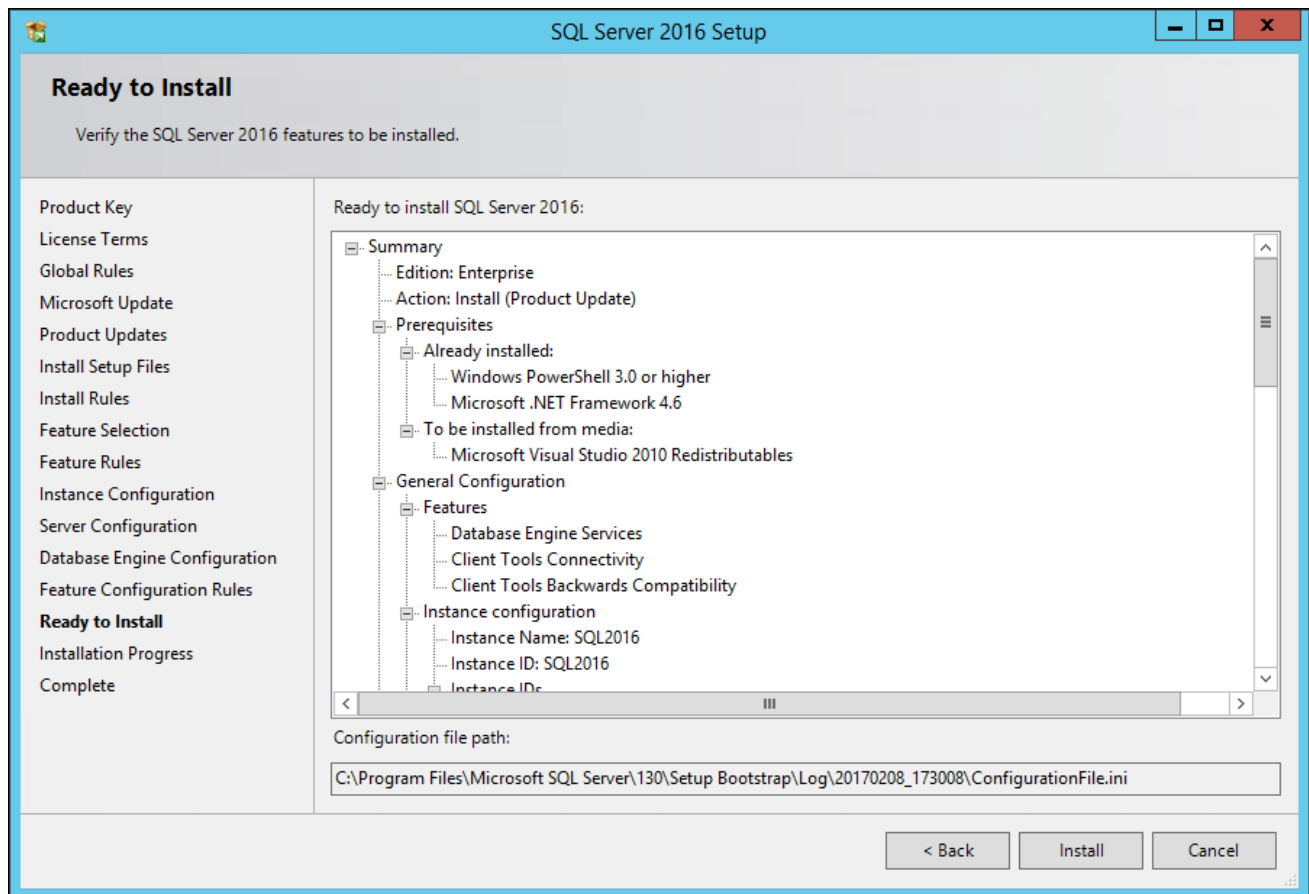 SQL Server 2016 Setup
Ready to Install
Verify the SQL Server 2016 features to be installed.
Product Key
License Terms
Global Rules
Microsoft Update
Product Updates
Install Setup Files
Install Rules
Feature Selection
Feature Rules
Instance Configuration
Server Configuration
Database Engine Configuration
Feature Configuration Rules
Ready to Install
Installation Progress
Complete
Ready to install SQL Server 2016:
Summary
Edition: Enterprise
Action: Install (Product Update)
Prerequisites
Already installed:
Windows PowerShell 3.0 or higher
Microsoft .NET Framework 4.6
To be installed from media:
Microsoft Visual Studio 2010 Redistributables
General Configuration
Features
Database Engine Services
Client Tools Connectivity
Client Tools Backwards Compatibility
Instance configuration
Instance Name: SQL2016
Instance ID: SQL2016
Instance IDs
Configuration file path:
C:\Program Files\Microsoft SQL Server\130\Setup Bootstrap\Log\20170208_173008\ConfigurationFile.ini
< Back
Install
Cancel